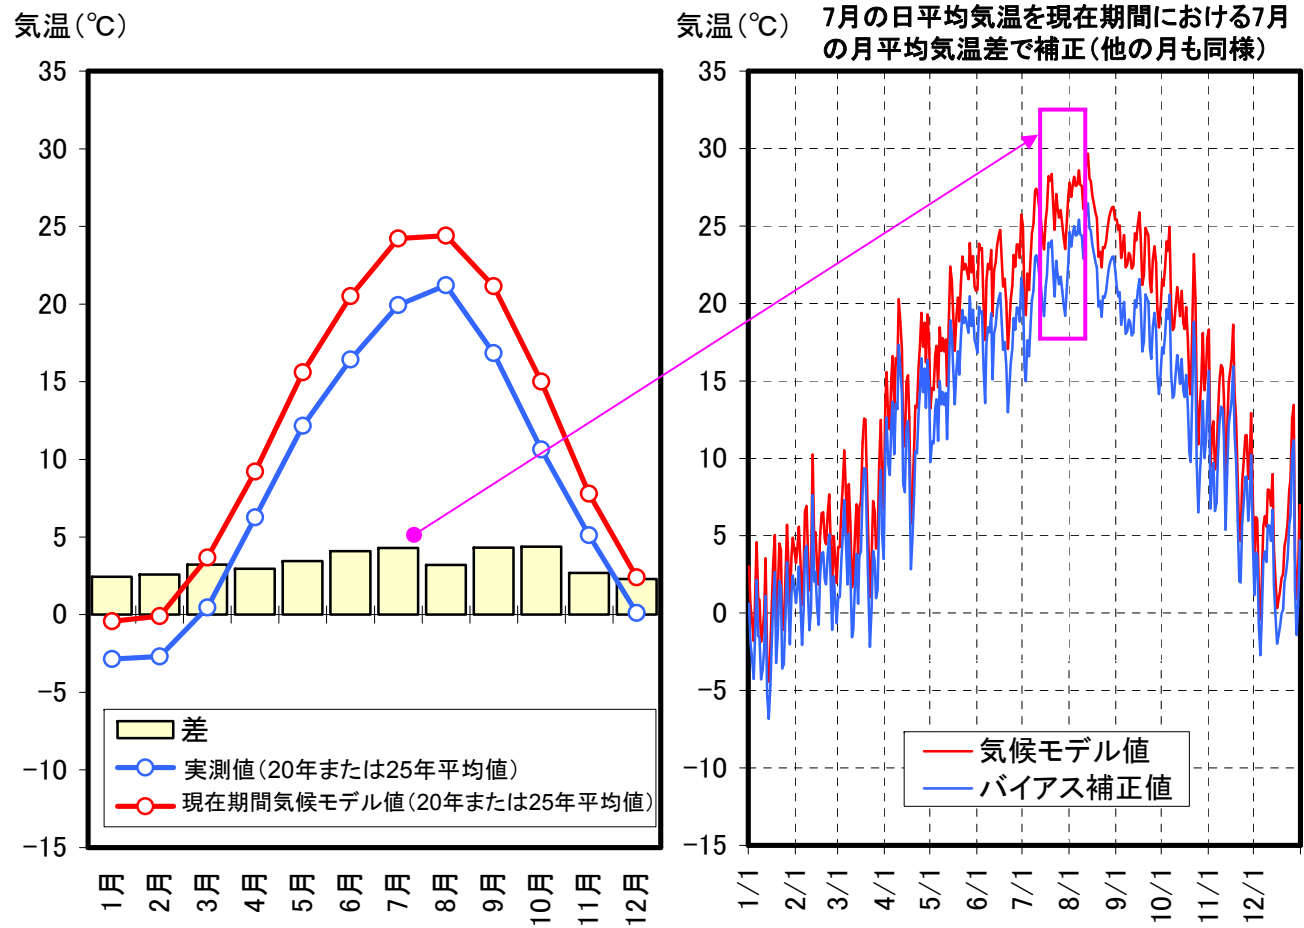 気温(℃)
35
30
25
20
15
10
5
0
−5
−10
−15
差
実測値(20年または25年平均値)
現在期間気候モデル値(20年または25年平均値)
1月
2月
3月
4月
5月
6月
7月
8月
9月
10月
11月
12月
気温(℃)
7月の日平均気温を現在期間における7月
の月平均気温差で補正(他の月も同様)
35
30
25
20
15
10
5
0
−5
−10
−15
気候モデル値
バイアス補正値
1/1
2/1
3/1
4/1
5/1
6/1
7/1
8/1
9/1
10/1
11/1
12/1